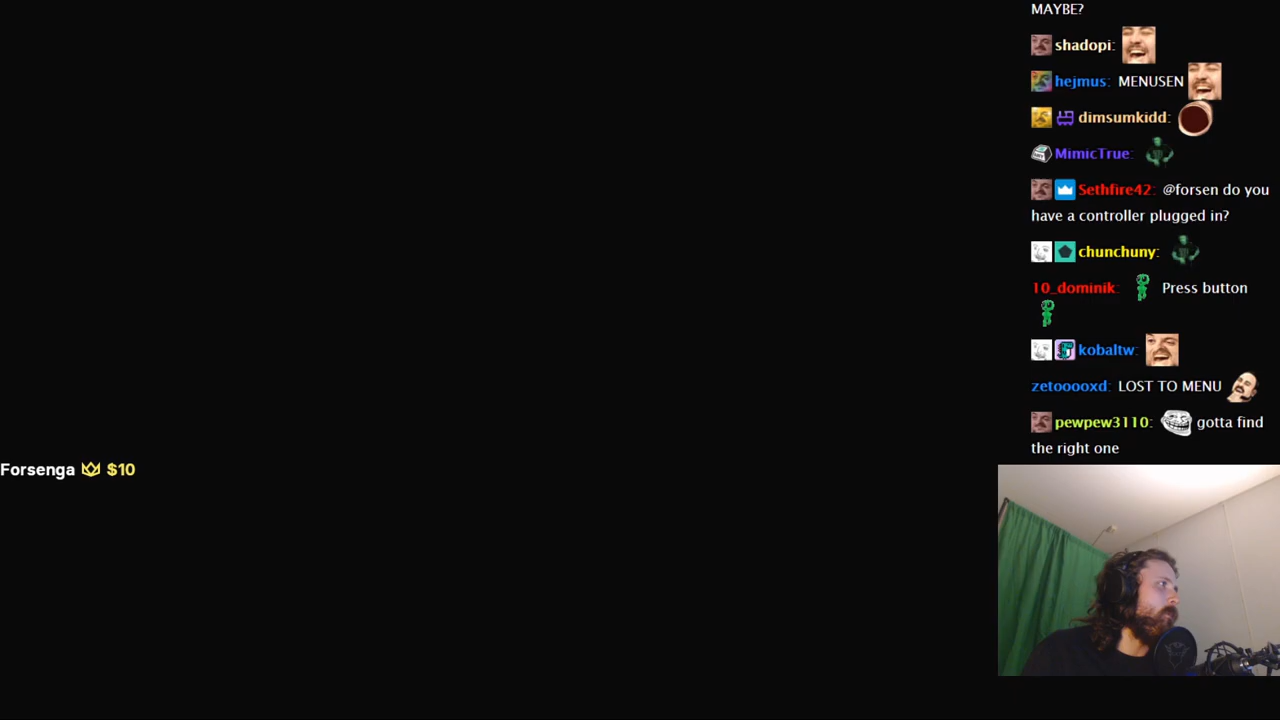 MAYBE?
shadopi:
hejmus: MENUSEN
dimsumkidd:
MimicTrue:
Sethfire42: @forsen do you
have a controller plugged in?
chunchuny:
10_dominik: Press button
kobaltw:
zetooooxd: LOST TO MENU
pewpew3110: gotta find
the right one
Forsenga $10